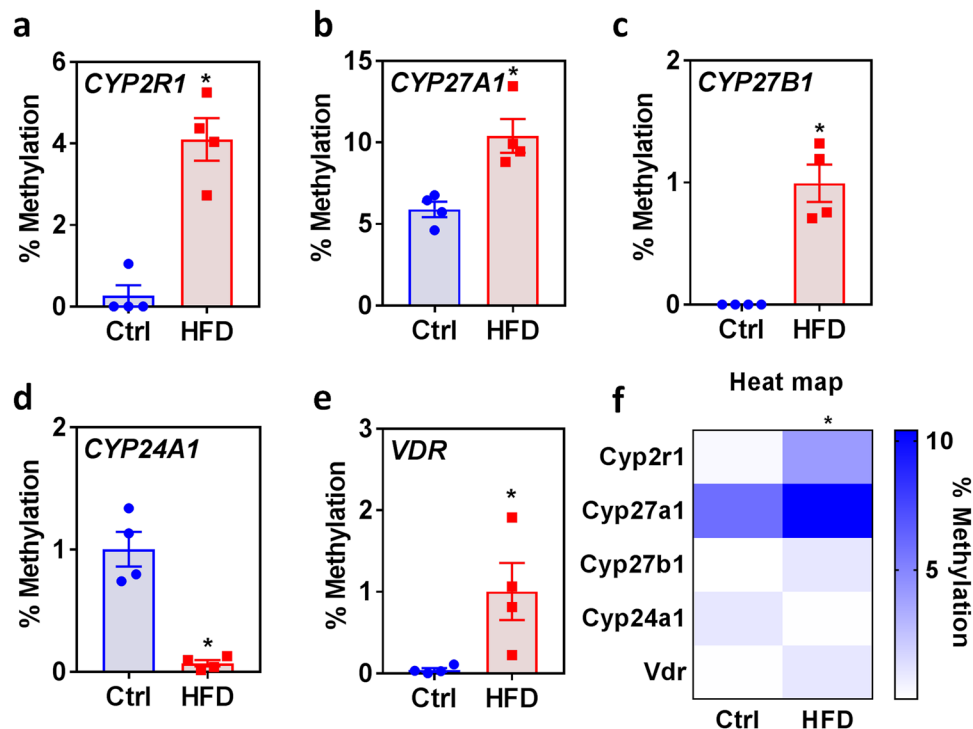 a
% Methylation
6
4
2
0
CYP2R1
*
Ctrl HFD
b
% Methylation
15
10
5
0
CYP27A1
*
Ctrl HFD
c
% Methylation
2
1
0
CYP27B1
*
Ctrl HFD
d
% Methylation
2
1
0
CYP24A1
*
Ctrl HFD
e
% Methylation
3
2
1
0
VDR
*
Ctrl HFD
f
Heat map
*
Cyp2r1
Cyp27a1
Cyp27b1
Cyp24a1
Vdr
Ctrl HFD
10
5
% Methylation